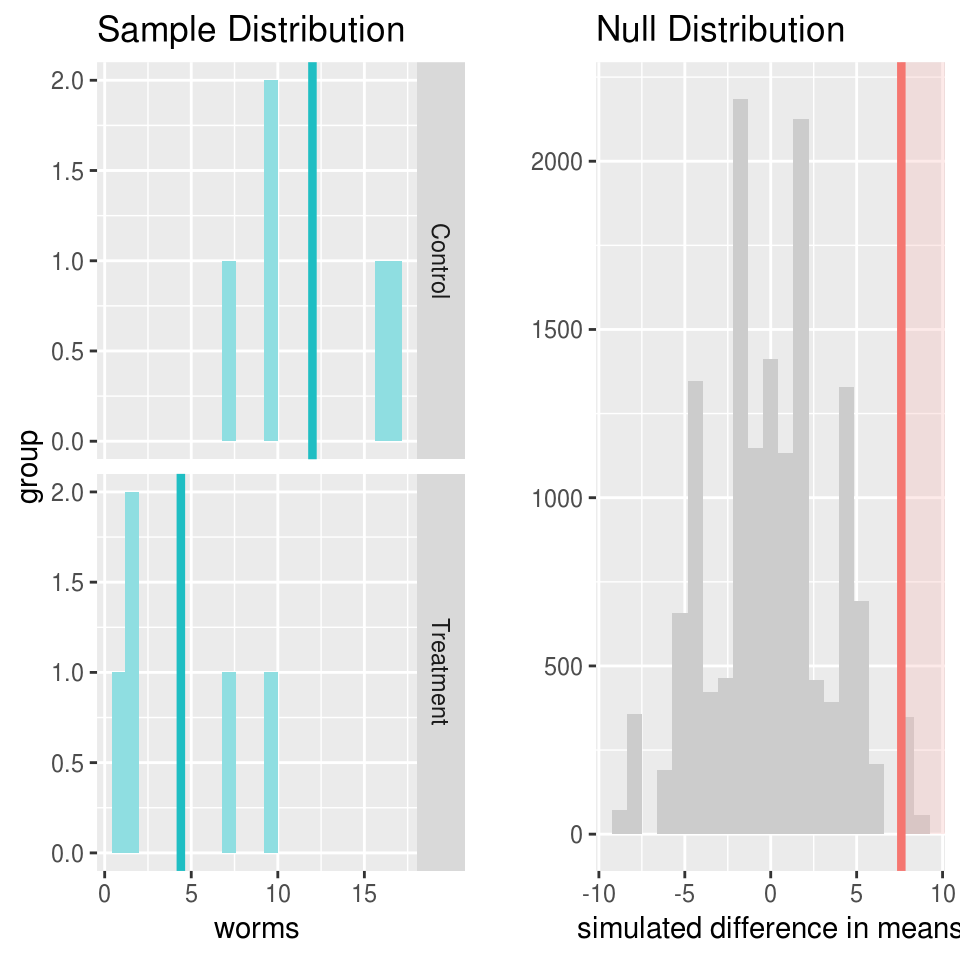 Sample Distribution
2.0
1.5
1.0
0.5
0.0
Control
group
2.0
1.5
1.0
0.5
0.0
Treatment
0 5 10 15
worms
Null Distribution
2000
1500
1000
500
0
-10 -5 0 5 10
simulated difference in means